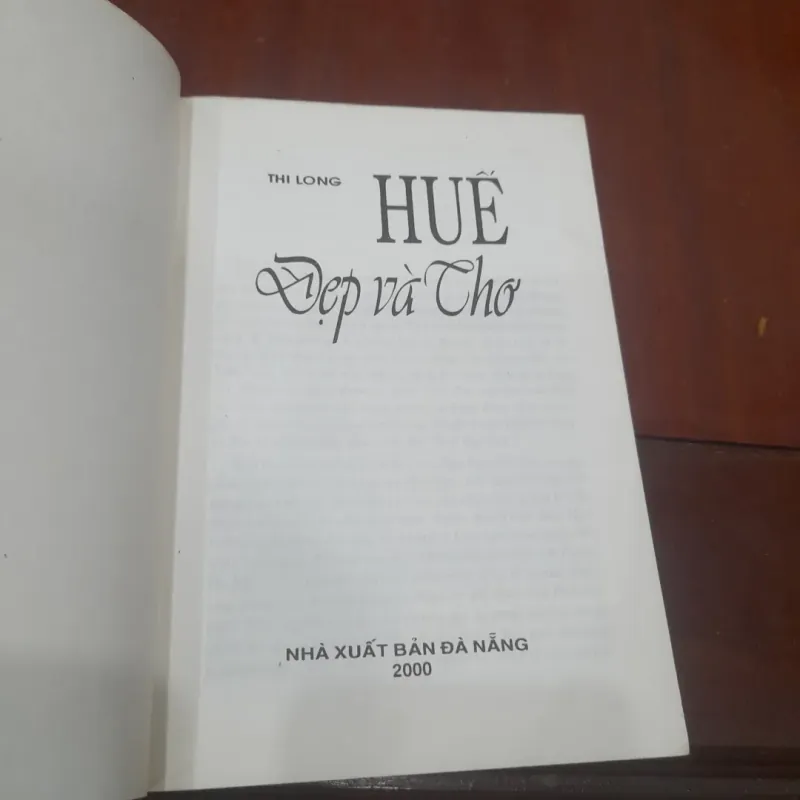 THI LONG
HUẾ
Đẹp và Thơ
NHÀ XUẤT BẢN ĐÀ NẴNG
2000